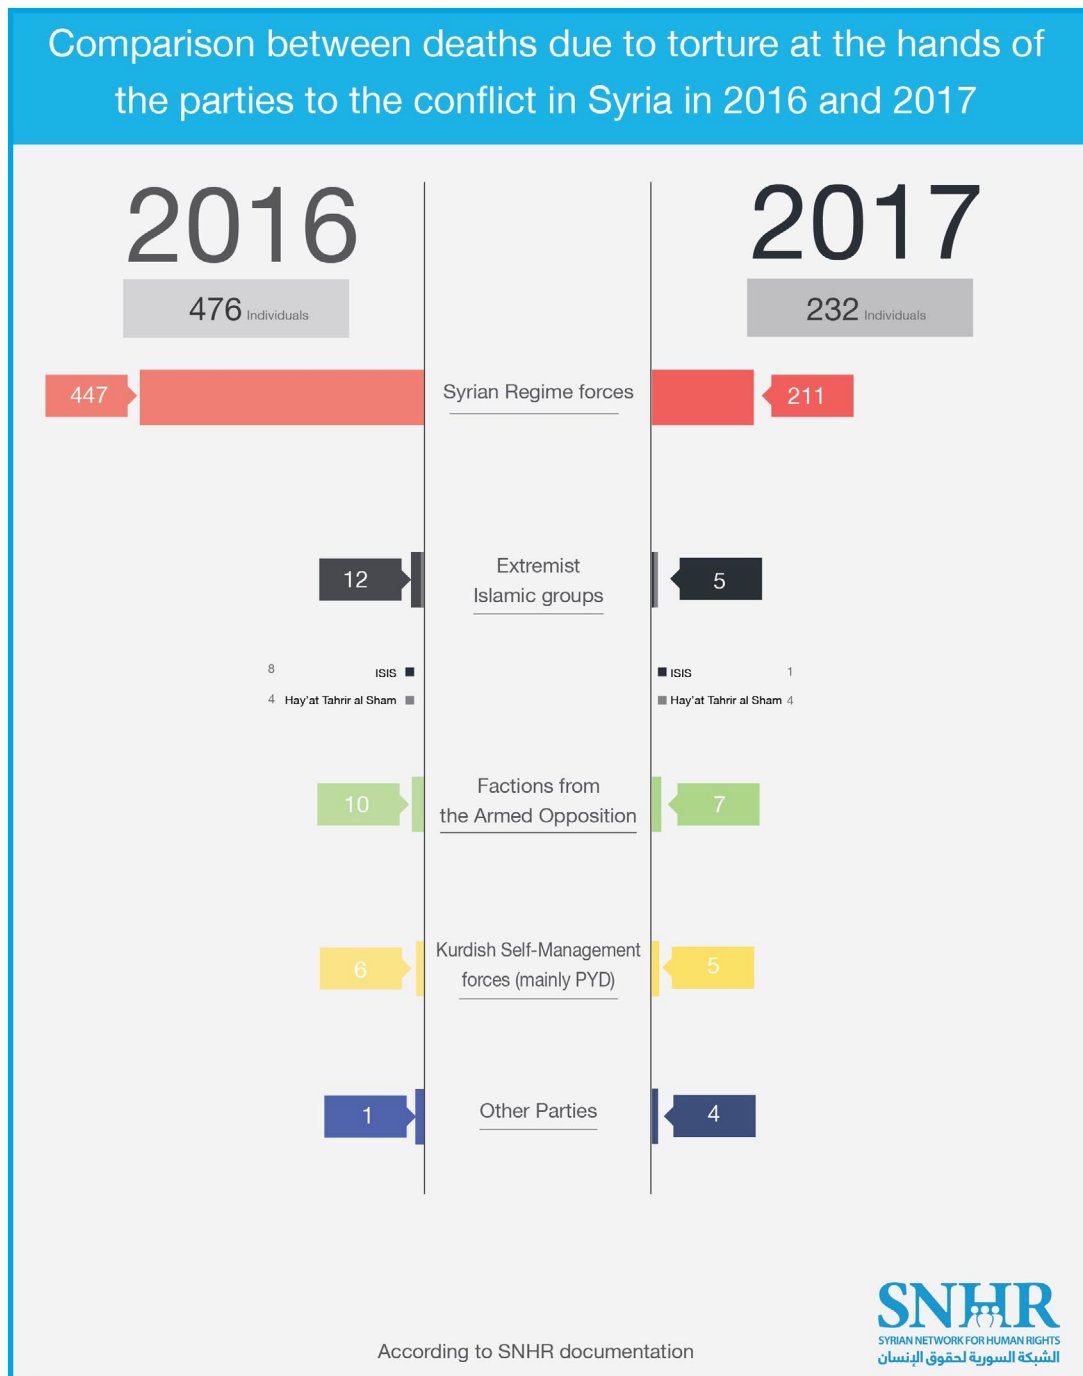 Comparison between deaths due to torture at the hands of
the parties to the conflict in Syria in 2016 and 2017
2016
2017
476 Individuals
232 Individuals
447
Syrian Regime forces
211
12
Extremist
Islamic groups
5
8 ISIS
ISIS 1
4 Hay'at Tahrir al Sham
Hay'at Tahrir al Sham 4
10
Factions from
the Armed Opposition
7
6
Kurdish Self-Management
forces (mainly PYD)
5
1
Other Parties
4
According to SNHR documentation
SNHR
SYRIAN NETWORK FOR HUMAN RIGHTS
الشبكة السورية لحقوق الإنسان